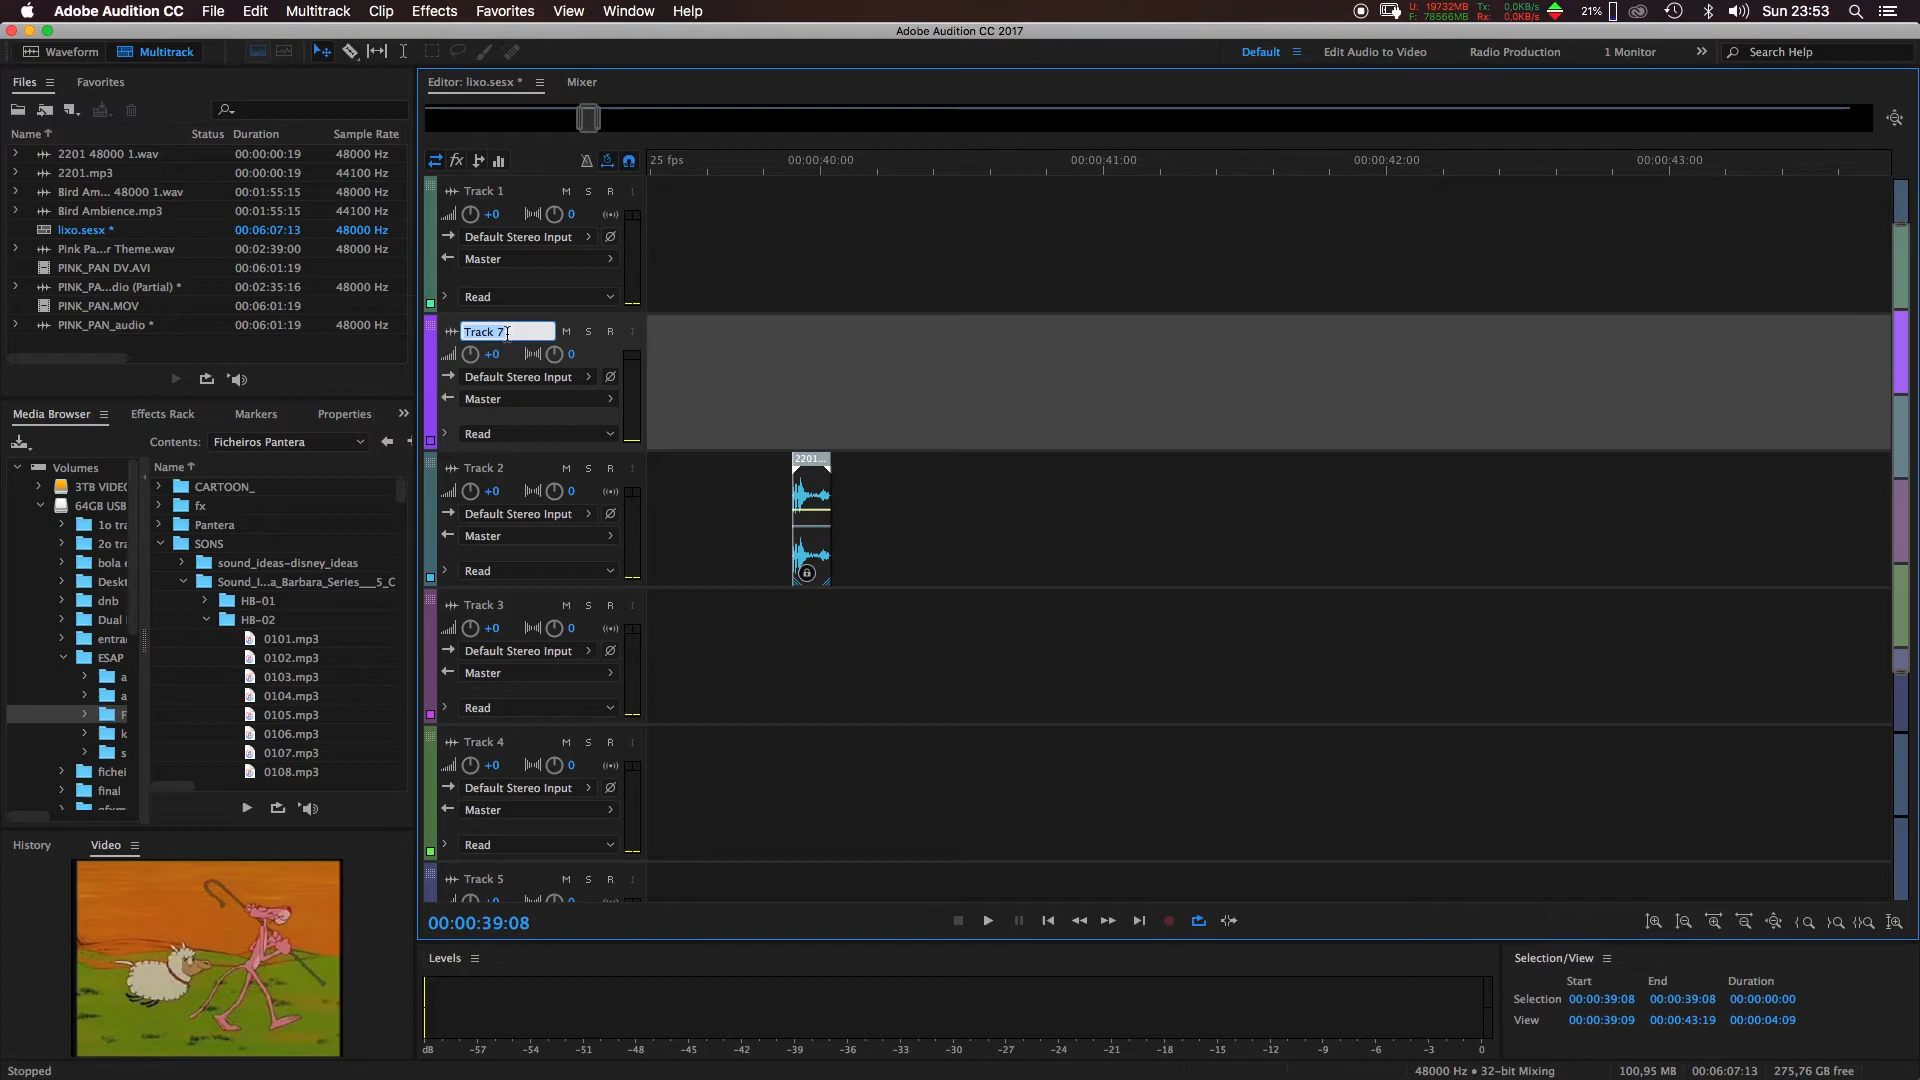 Adobe Audition CC File Edit Multitrack Clip Effects Favorites View Window Help
U: 19732MB Tx: 0,0KB/s
F: 78566MB Rx: 0,0KB/s
21% Sun 23:53
Adobe Audition CC 2017
Waveform Multitrack
Default Edit Audio to Video Radio Production 1 Monitor Search Help
Files Favorites
Name Status Duration Sample Rate
2201 48000 1.wav 00:00:00:19 48000 Hz
2201.mp3 00:00:00:19 44100 Hz
Bird Am... 48000 1.wav 00:01:55:15 48000 Hz
Bird Ambience.mp3 00:01:55:15 44100 Hz
lixo.sesx * 00:06:07:13 48000 Hz
Pink Pa...r Theme.wav 00:02:39:00 48000 Hz
PINK_PAN DV.AVI 00:06:01:19
PINK_PA...dio (Partial) * 00:02:35:16 48000 Hz
PINK_PAN.MOV 00:06:01:19
PINK_PAN_audio * 00:06:01:19 48000 Hz
Media Browser Effects Rack Markers Properties
Contents: Ficheiros Pantera
Volumes
3TB VIDEO
64GB USB
1o tra
2o tra
bola e
Deskt
dnb
Dual
entra
ESAP
a
a
F
k
s
fichei
final
Name
CARTOON_
fx
Pantera
SONS
sound_ideas-disney_ideas
Sound_I...a_Barbara_Series___5_C
HB-01
HB-02
0101.mp3
0102.mp3
0103.mp3
0104.mp3
0105.mp3
0106.mp3
0107.mp3
0108.mp3
History Video
Editor: lixo.sesx * Mixer
fx
25 fps 00:00:40:00 00:00:41:00 00:00:42:00 00:00:43:00
Track 1 M S R I
+0 0
Default Stereo Input
Master
Read
Track 7 M S R I
+0 0
Default Stereo Input
Master
Read
Track 2 M S R I
2201...
+0 0
Default Stereo Input
Master
Read
Track 3 M S R I
+0 0
Default Stereo Input
Master
Read
Track 4 M S R I
+0 0
Default Stereo Input
Master
Read
Track 5 M S R I
00:00:39:08
Levels
dB -57 -54 -51 -48 -45 -42 -39 -36 -33 -30 -27 -24 -21 -18 -15 -12 -9 -6 -3 0
Selection/View
Start End Duration
Selection 00:00:39:08 00:00:39:08 00:00:00:00
View 00:00:39:09 00:00:43:19 00:00:04:09
Stopped
48000 Hz • 32-bit Mixing 100,95 MB 00:06:07:13 275,76 GB free